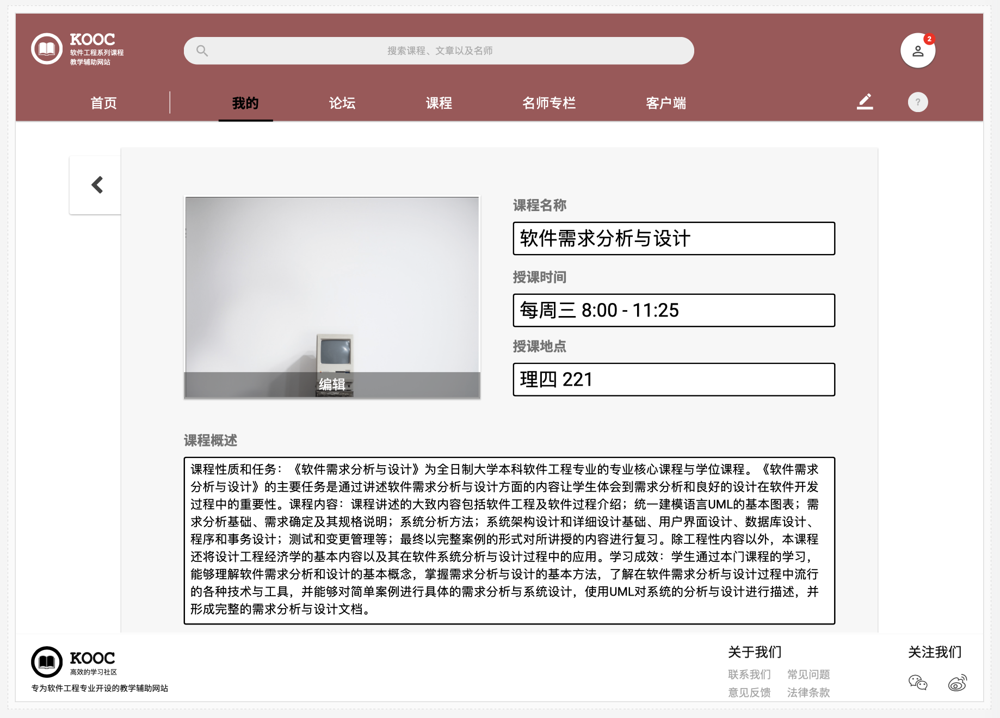 KOOC
软件工程系列课程
教学辅助网站
搜索课程、文章以及名师
2
首页
我的
论坛
课程
名师专栏
客户端
?
课程名称
软件需求分析与设计
授课时间
每周三 8:00 - 11:25
授课地点
理四 221
编辑
课程概述
课程性质和任务：《软件需求分析与设计》为全日制大学本科软件工程专业的专业核心课程与学位课程。《软件需求
分析与设计》的主要任务是通过讲述软件需求分析与设计方面的内容让学生体会到需求分析和良好的设计在软件开发
过程中的重要性。课程内容：课程讲述的大致内容包括软件工程及软件过程介绍；统一建模语言UML的基本图表；需
求分析基础、需求确定及其规格说明；系统分析方法；系统架构设计和详细设计基础、用户界面设计、数据库设计、
程序和事务设计；测试和变更管理等；最终以完整案例的形式对所讲授的内容进行复习。除工程性内容以外，本课程
还将设计工程经济学的基本内容以及其在软件系统分析与设计过程中的应用。学习成效：学生通过本门课程的学习，
能够理解软件需求分析和设计的基本概念，掌握需求分析与设计的基本方法，了解在软件需求分析与设计过程中流行
的各种技术与工具，并能够对简单案例进行具体的需求分析与系统设计，使用UML对系统的分析与设计进行描述，并
形成完整的需求分析与设计文档。
KOOC
高效的学习社区
专为软件工程专业开设的教学辅助网站
关于我们
联系我们 常见问题
意见反馈 法律条款
关注我们